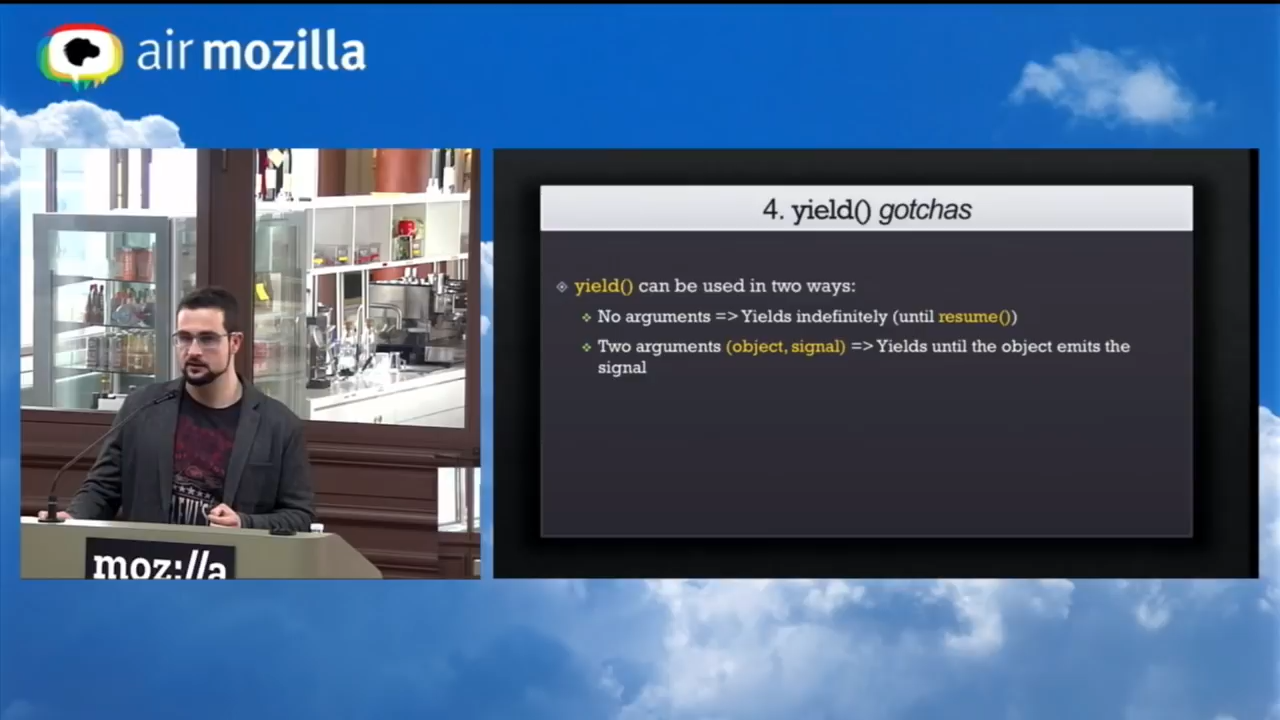 air mozilla
4. yield() gotchas
yield() can be used in two ways:
No arguments => Yields indefinitely (until resume())
Two arguments (object, signal) => Yields until the object emits the
signal
moz://a